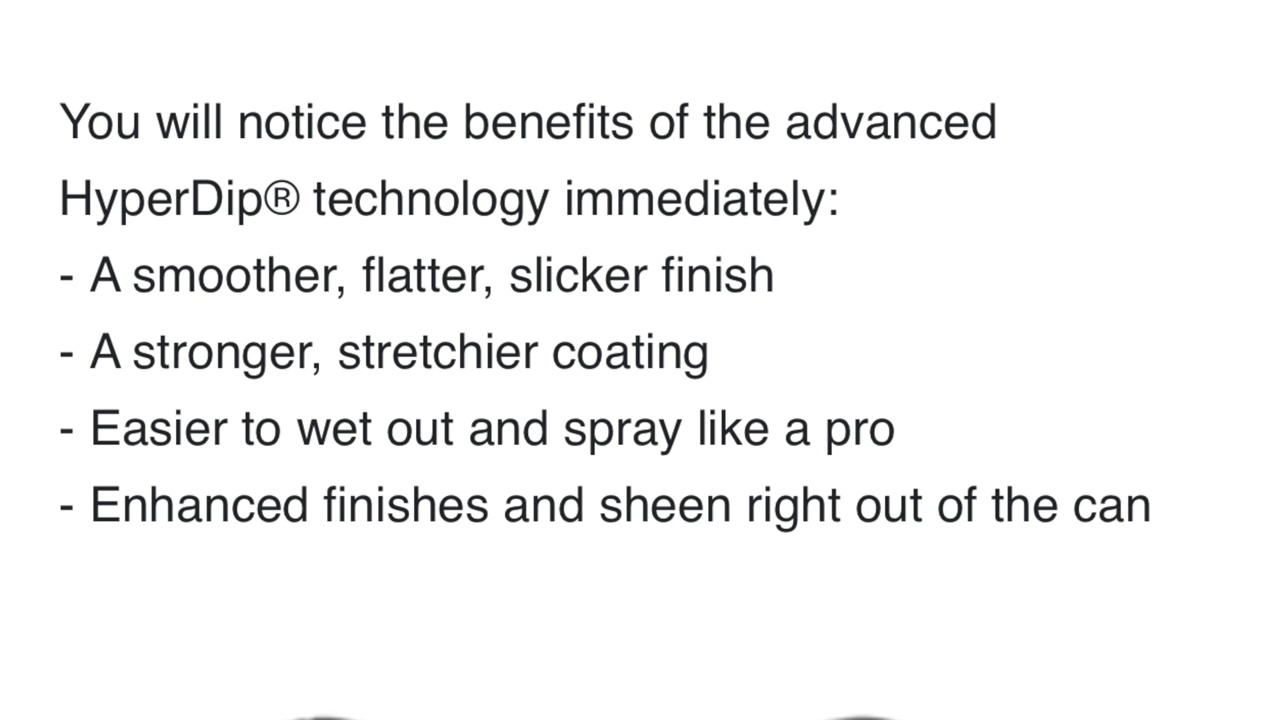 You will notice the benefits of the advanced
HyperDip® technology immediately:
- A smoother, flatter, slicker finish
- A stronger, stretchier coating
- Easier to wet out and spray like a pro
- Enhanced finishes and sheen right out of the can